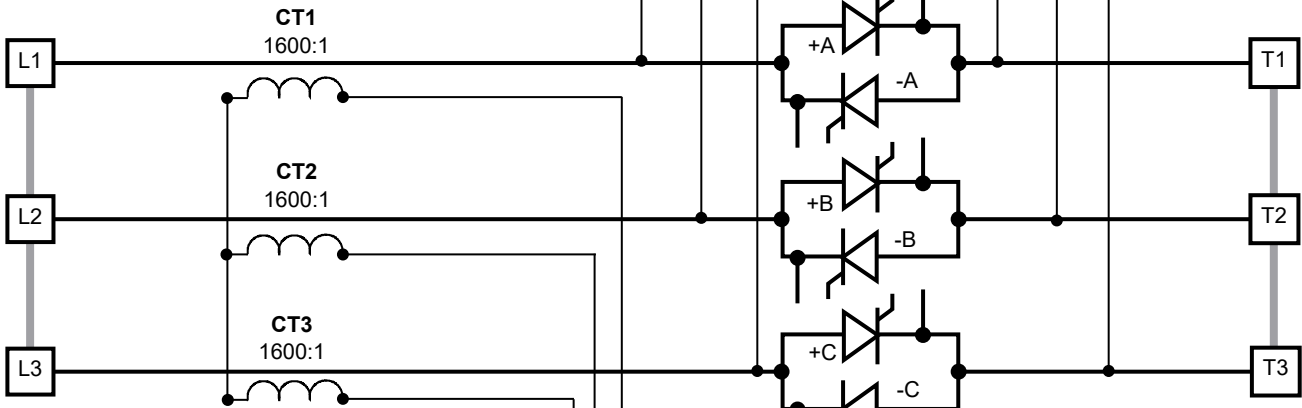 CT1
1600:1
+A
L1
T1
-A
CT2
1600:1
+B
L2
T2
-B
CT3
1600:1
+C
L3
T3
-C